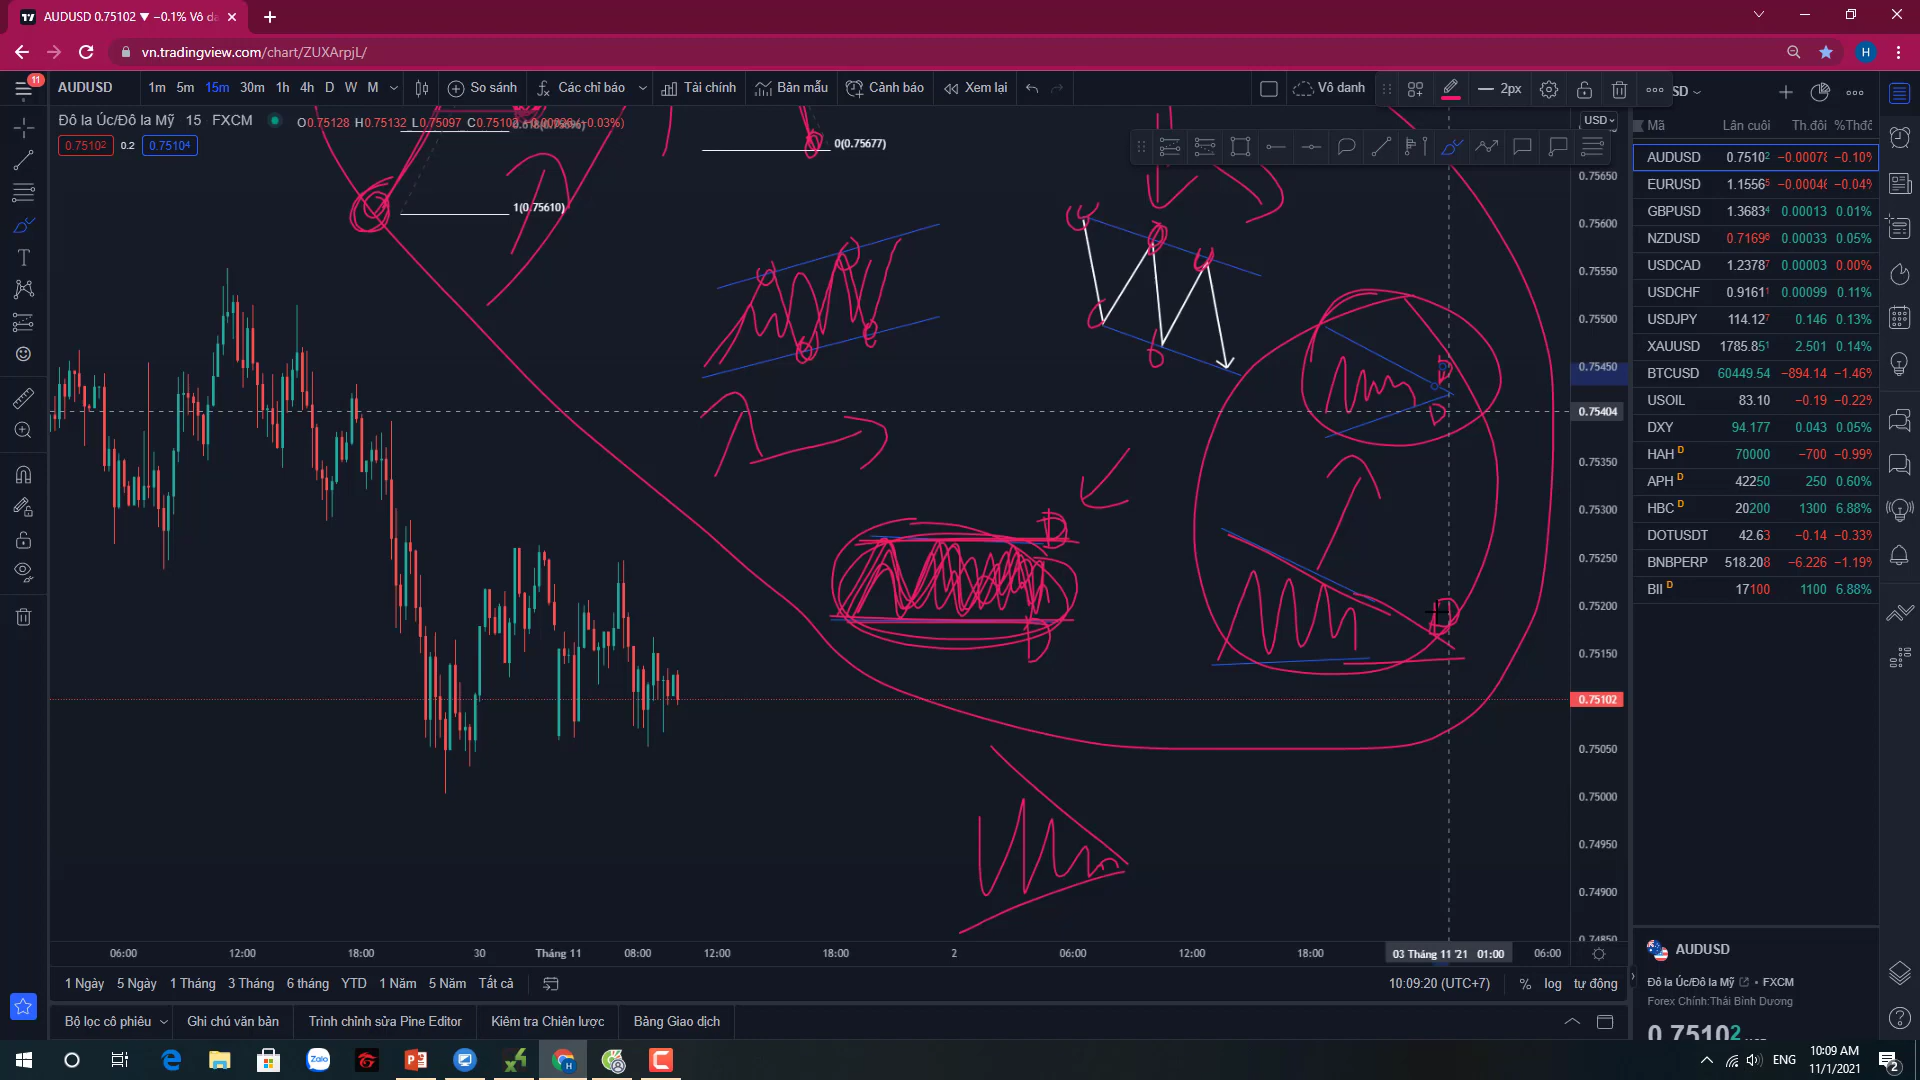 AUDUSD 0.75102 ▼ −0.1% Vô da
vn.tradingview.com/chart/ZUXArpjL/
H
11
AUDUSD
1m 5m 15m 30m 1h 4h D W M
So sánh
Các chỉ báo
Tài chính
Bản mẫu
Cảnh báo
Xem lại
Vô danh
2px
SD
Đô la Úc/Đô la Mỹ 15 FXCM
O0.75128 H0.75132 L0.75097
0.75102 0.2 0.75104
0(0.75677)
1(0.75610)
USD
0.75650
0.75600
0.75550
0.75500
0.75450
0.75404
0.75350
0.75300
0.75250
0.75200
0.75150
0.75102
0.75050
0.75000
0.74950
0.74900
0.74850
Mã Lần cuối Th.đổi %Thđổ
AUDUSD 0.75102 −0.00078 −0.10%
EURUSD 1.15565 −0.00046 −0.04%
GBPUSD 1.36834 0.00013 0.01%
NZDUSD 0.71696 0.00033 0.05%
USDCAD 1.23787 0.00003 0.00%
USDCHF 0.91611 0.00099 0.11%
USDJPY 114.127 0.146 0.13%
XAUUSD 1785.851 2.501 0.14%
BTCUSD 60449.54 −894.14 −1.46%
USOIL 83.10 −0.19 −0.22%
DXY 94.177 0.043 0.05%
HAH D 70000 −700 −0.99%
APH D 42250 250 0.60%
HBC D 20200 1300 6.88%
DOTUSDT 42.63 −0.14 −0.33%
BNBPERP 518.208 −6.226 −1.19%
BII D 17100 1100 6.88%
06:00 12:00 18:00 30 Tháng 11 08:00 12:00 18:00 2 06:00 12:00 18:00 03 Tháng 11 '21 01:00 06:00
1 Ngày 5 Ngày 1 Tháng 3 Tháng 6 tháng YTD 1 Năm 5 Năm Tất cả
10:09:20 (UTC+7) % log tự động
Bộ lọc cổ phiếu
Ghi chú văn bản
Trình chỉnh sửa Pine Editor
Kiểm tra Chiến lược
Bảng Giao dịch
AUDUSD
Đô la Úc/Đô la Mỹ • FXCM
Forex Chính:Thái Bình Dương
0.75102
Zalo
H
ENG
10:09 AM
11/1/2021
2